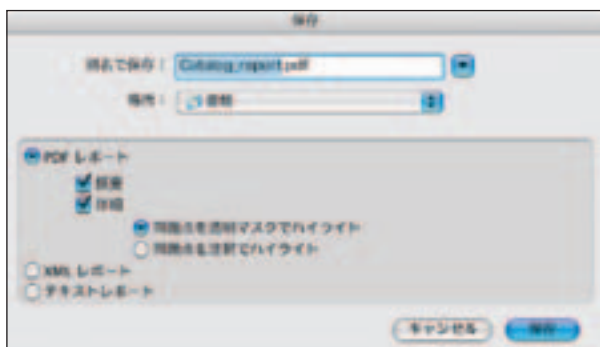 保存
別名で保存： Catalog_report.pdf
場所： 書類
PDF レポート
概要
詳細
問題点を透明マスクでハイライト
問題点を注釈でハイライト
XML レポート
テキストレポート
キャンセル 保存